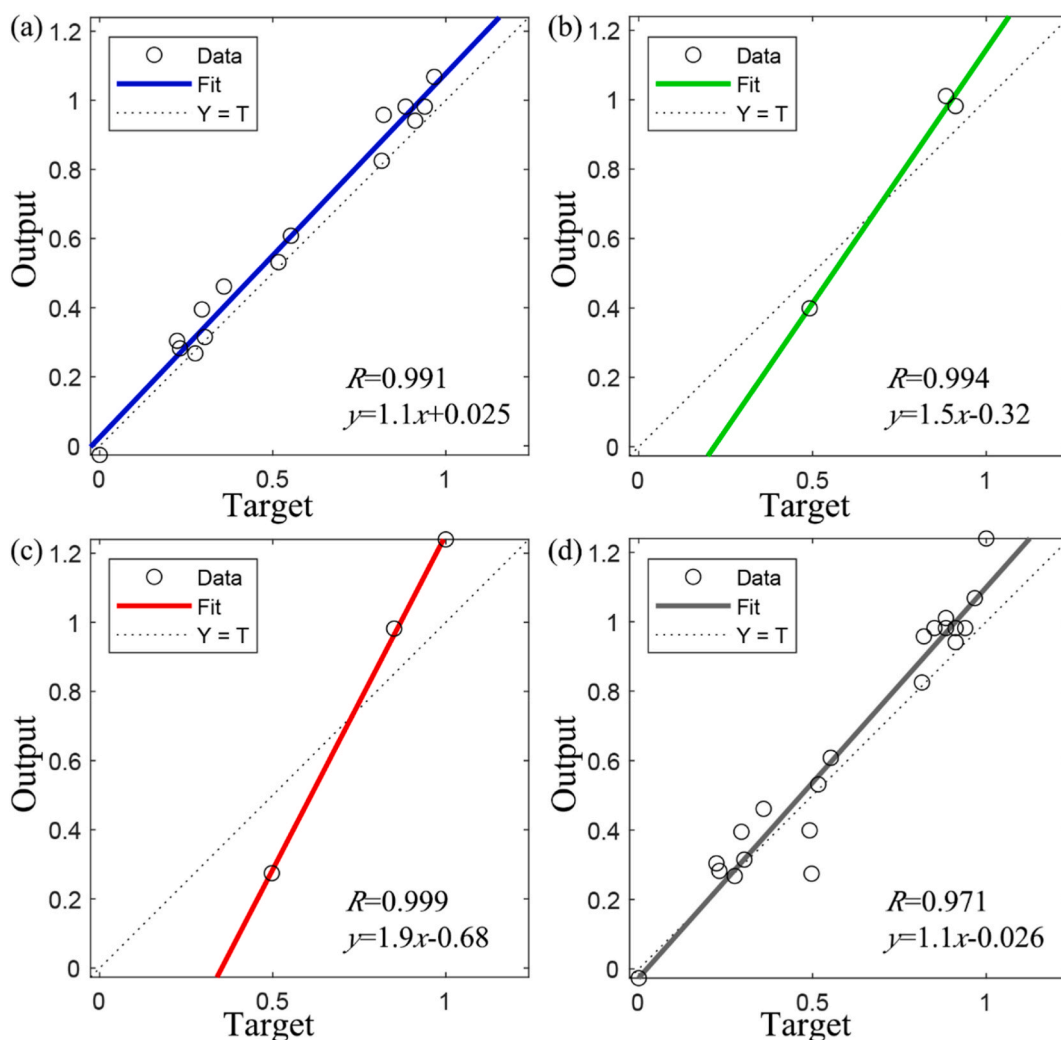 (a)
1.2
1
0.8
0.6
0.4
0.2
0
Output
Data
Fit
Y = T
R=0.991
y=1.1x+0.025
0
0.5
1
Target
(b)
1.2
1
0.8
0.6
0.4
0.2
0
Output
Data
Fit
Y = T
R=0.994
y=1.5x-0.32
0
0.5
1
Target
(c)
1.2
1
0.8
0.6
0.4
0.2
0
Output
Data
Fit
Y = T
R=0.999
y=1.9x-0.68
0
0.5
1
Target
(d)
1.2
1
0.8
0.6
0.4
0.2
0
Output
Data
Fit
Y = T
R=0.971
y=1.1x-0.026
0
0.5
1
Target